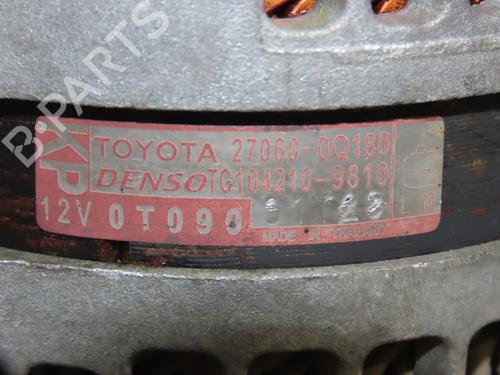 KP
TOYOTA 27060-0Q180
DENSO TG104210-9810
12V 0T090
MADE IN THAILAND
B-PARTS